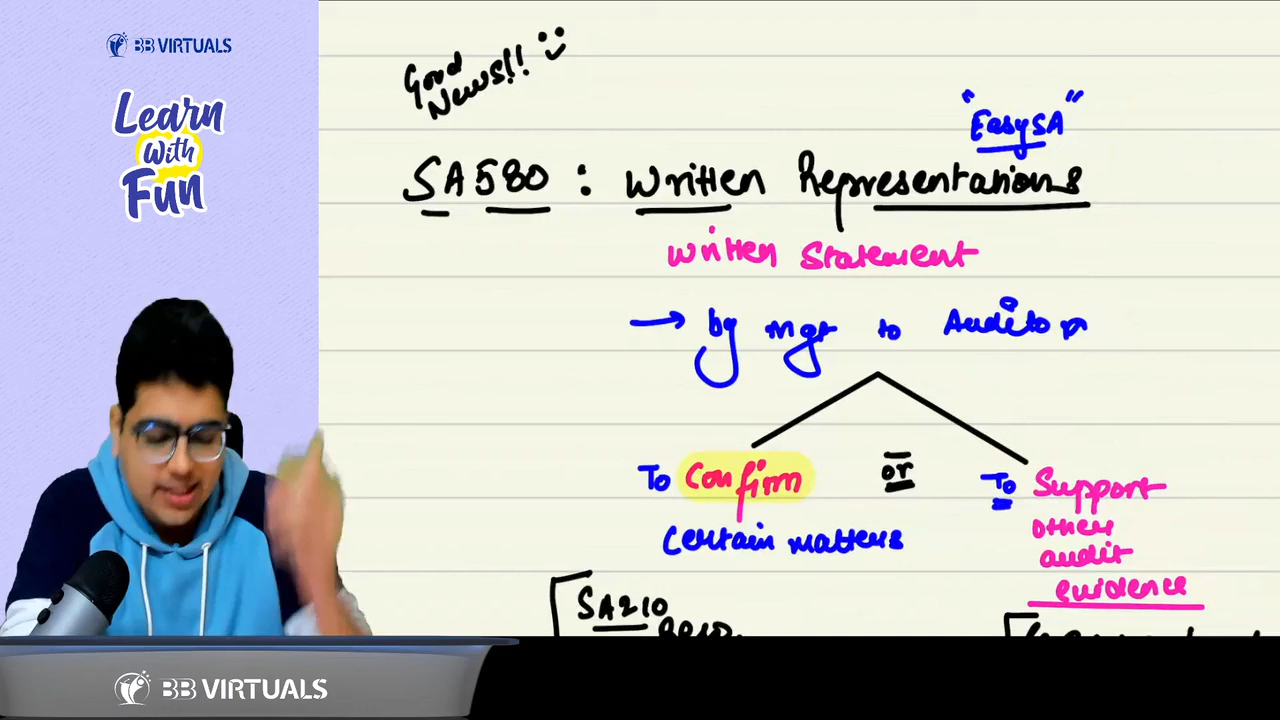 BB VIRTUALS
Learn
With
Fun
Good
News!!
"EasySA"
SA580 : Written Representations
Written Statement
→ by mgt to Auditor
To Confirm
or
To Support
Certain matters
other
audit
evidence
SA210
BB VIRTUALS